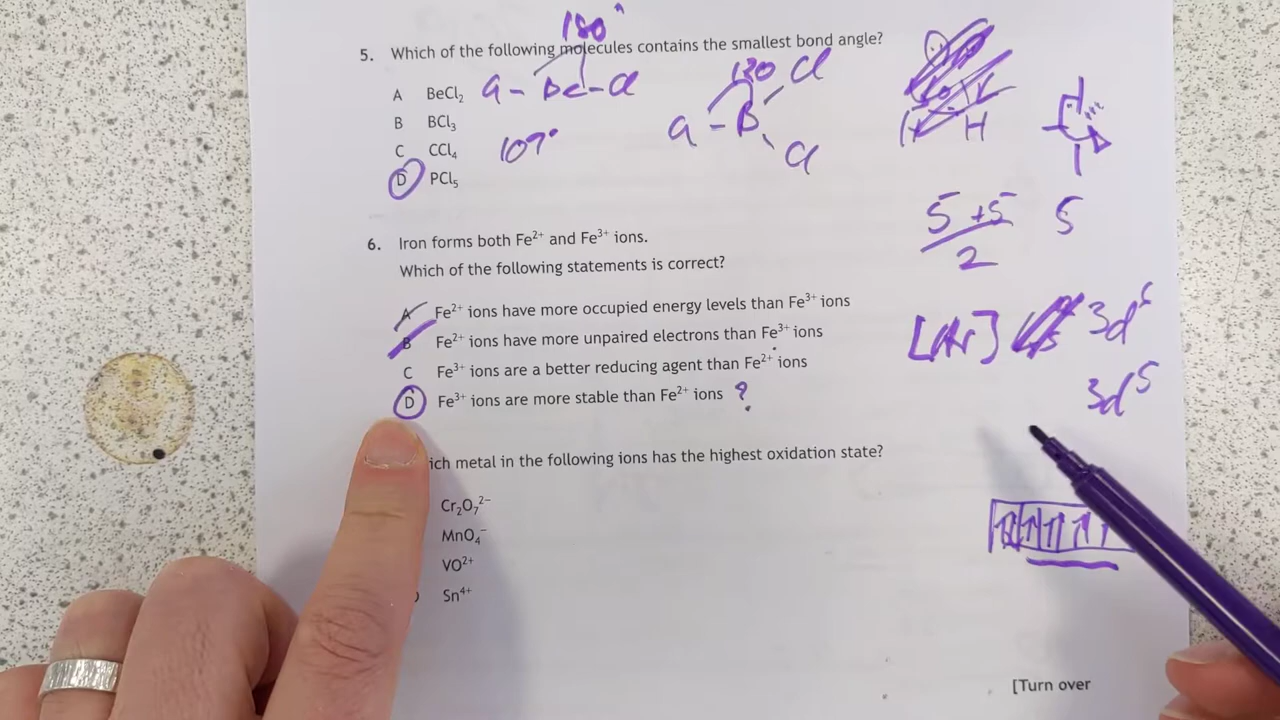 180°
5. Which of the following molecules contains the smallest bond angle?
A BeCl₂ Cl - Be - Cl 120 Cl
B BCl₃ Cl - B
C CCl₄ 107° Cl H
D PCl₅
5+5 5
2
6. Iron forms both Fe²⁺ and Fe³⁺ ions.
Which of the following statements is correct?
A Fe²⁺ ions have more occupied energy levels than Fe³⁺ ions
B Fe²⁺ ions have more unpaired electrons than Fe³⁺ ions [Ar] 3d⁶
C Fe³⁺ ions are a better reducing agent than Fe²⁺ ions
D Fe³⁺ ions are more stable than Fe²⁺ ions ? 3d⁵
ich metal in the following ions has the highest oxidation state?
Cr₂O₇²⁻
MnO₄⁻
VO²⁺
Sn⁴⁺
[Turn over